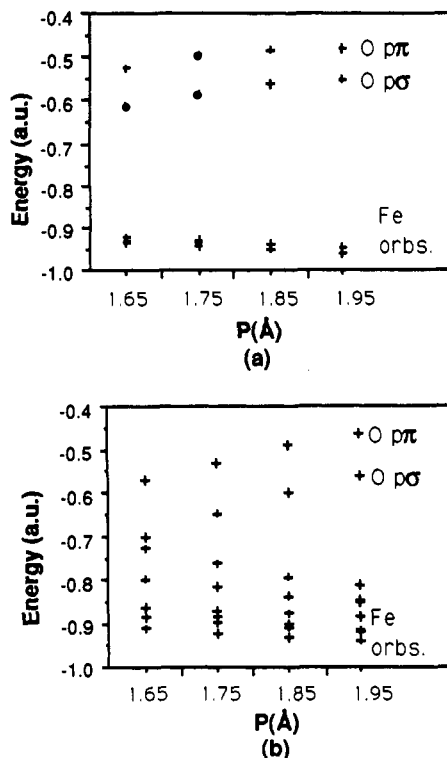 -0.4
-0.5
-0.6
-0.7
-0.8
-0.9
-1.0
Energy (a.u.)
O pπ
O pσ
Fe
orbs.
1.65 1.75 1.85 1.95
P(Å)
(a)
-0.4
-0.5
-0.6
-0.7
-0.8
-0.9
-1.0
Energy (a.u.)
O pπ
O pσ
Fe
orbs.
1.65 1.75 1.85 1.95
P(Å)
(b)